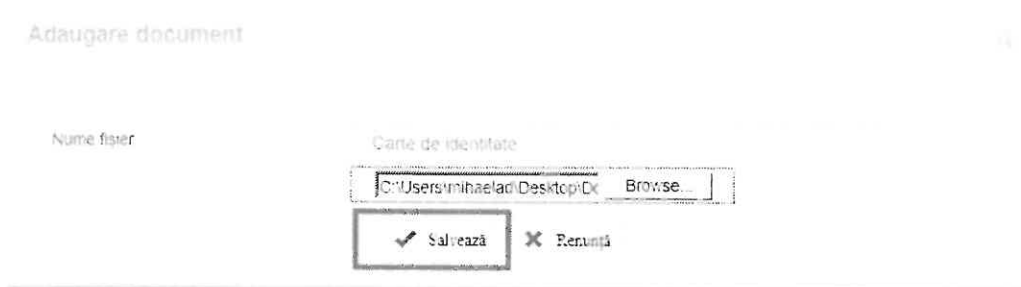 Adaugare document
Nume fisier
Carte de identitate
C:\Users\mihaelad\Desktop\Dc Browse...
Salvează Renunță